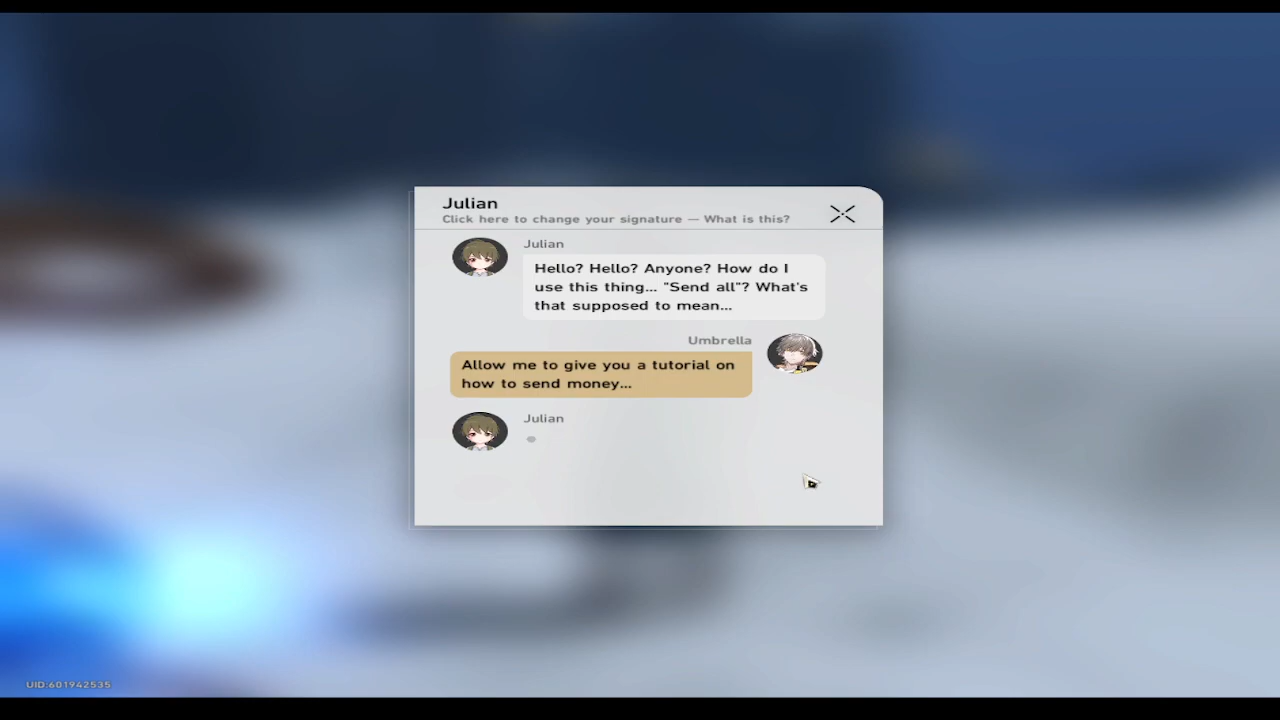 Julian
Click here to change your signature — What is this?
Julian
Hello? Hello? Anyone? How do I
use this thing... "Send all"? What's
that supposed to mean...
Umbrella
Allow me to give you a tutorial on
how to send money...
Julian
UID:601942535